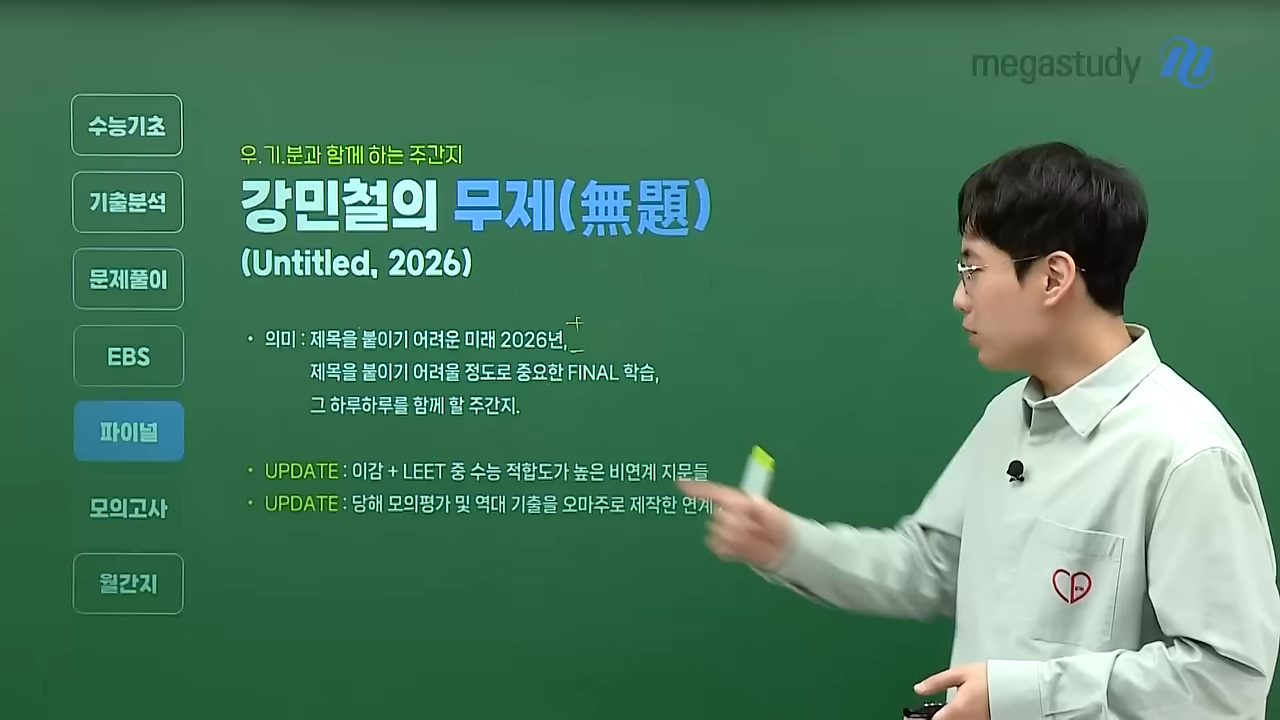 megastudy
수능기초
기출분석
문제풀이
EBS
파이널
모의고사
월간지
우.기.분과 함께 하는 주간지
강민철의 무제(無題)
(Untitled, 2026)
• 의미 : 제목을 붙이기 어려운 미래 2026년,
제목을 붙이기 어려울 정도로 중요한 FINAL 학습,
그 하루하루를 함께 할 주간지.
• UPDATE : 이감 + LEET 중 수능 적합도가 높은 비연계 지문들
• UPDATE : 당해 모의평가 및 역대 기출을 오마주로 제작한 연계